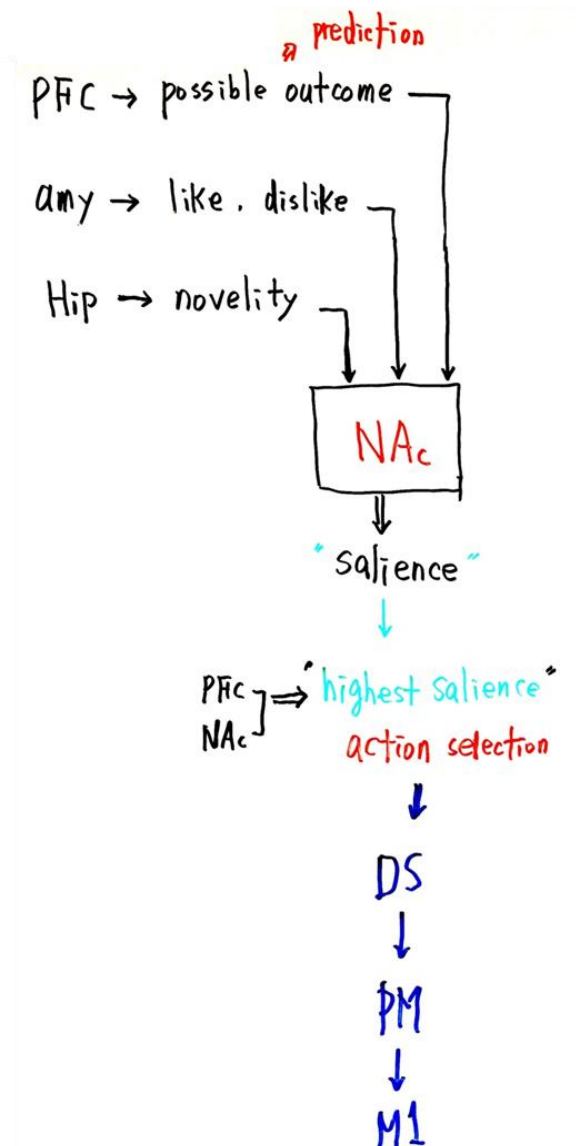 prediction
PFC → possible outcome
amy → like, dislike
Hip → novelity
NAc
"salience"
PFC ⇒ "highest salience"
NAc action selection
DS
PM
M1